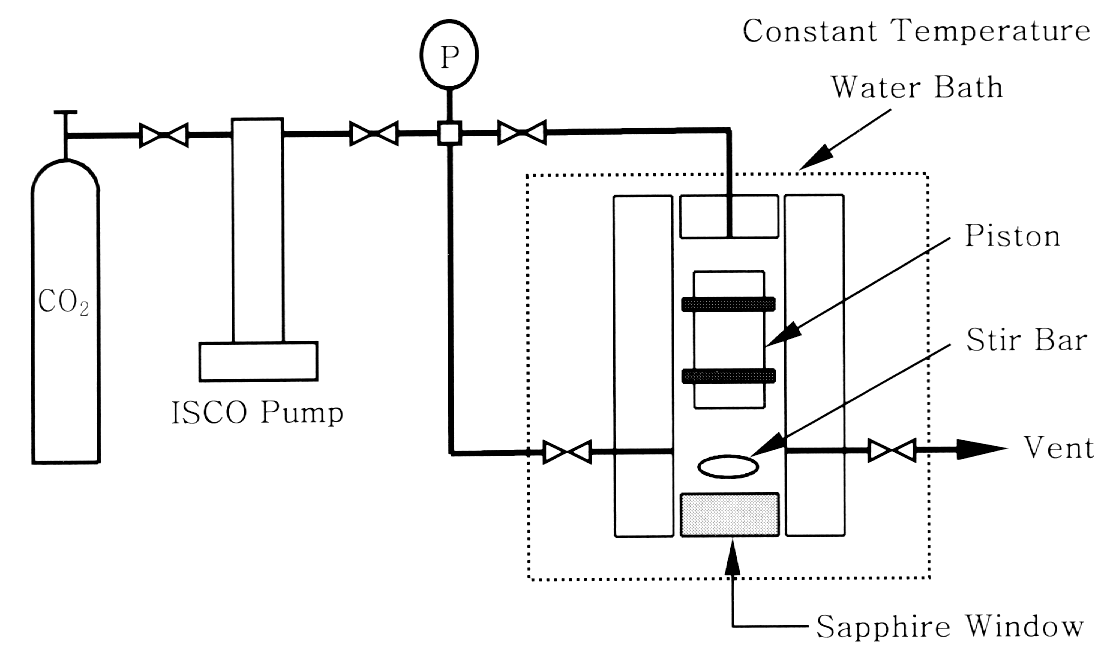 Constant Temperature
Water Bath
P
Piston
CO₂
Stir Bar
ISCO Pump
Vent
Sapphire Window